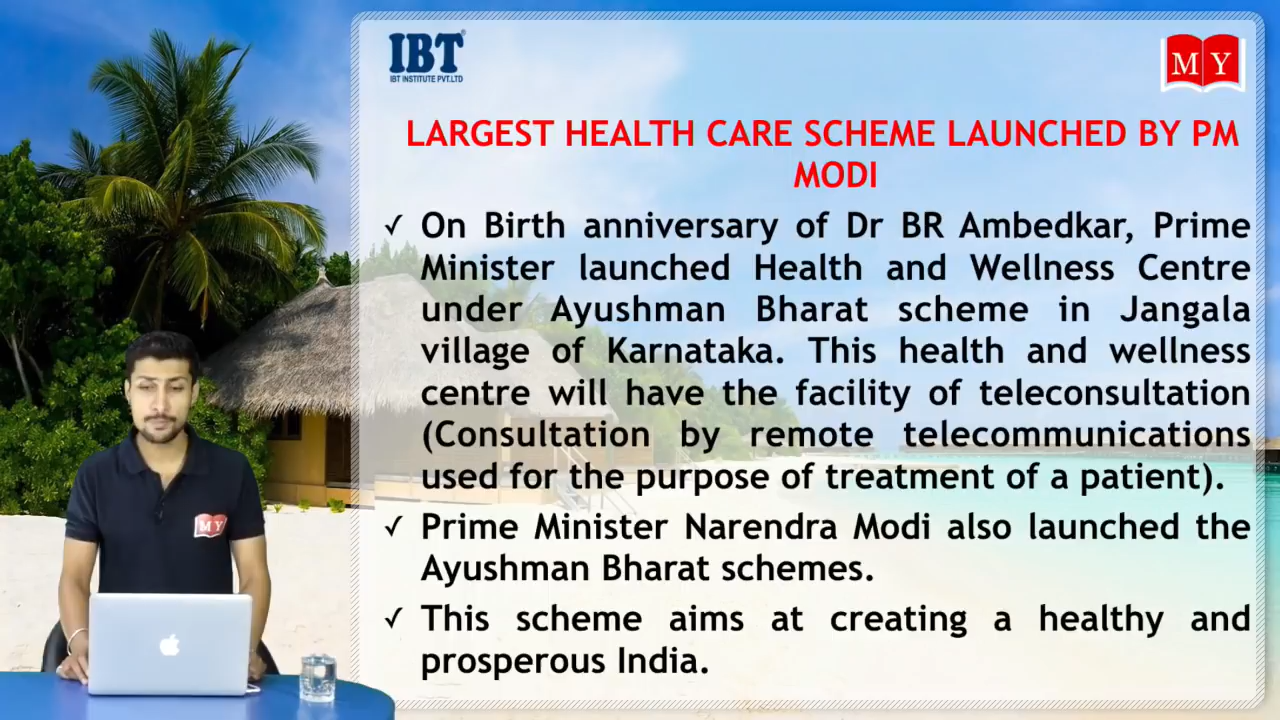 IBT
IBT INSTITUTE PVT.LTD
M Y
LARGEST HEALTH CARE SCHEME LAUNCHED BY PM
MODI
✓ On Birth anniversary of Dr BR Ambedkar, Prime
Minister launched Health and Wellness Centre
under Ayushman Bharat scheme in Jangala
village of Karnataka. This health and wellness
centre will have the facility of teleconsultation
(Consultation by remote telecommunications
used for the purpose of treatment of a patient).
✓ Prime Minister Narendra Modi also launched the
Ayushman Bharat schemes.
✓ This scheme aims at creating a healthy and
prosperous India.
MY